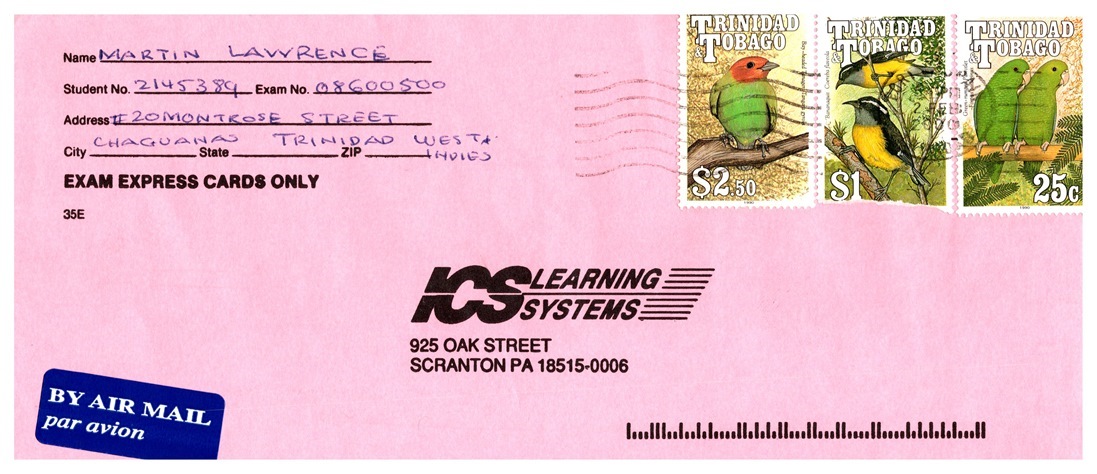 Name MARTIN LAWRENCE
Student No. 2145389 Exam No. 08600500
Address #20 MONTROSE STREET
CHAGUANAS TRINIDAD WEST
City State ZIP INDIES
EXAM EXPRESS CARDS ONLY
35E
TRINIDAD & TOBAGO
$2.50
TRINIDAD & TOBAGO
$1
TRINIDAD & TOBAGO
25c
ICS LEARNING
SYSTEMS
925 OAK STREET
SCRANTON PA 18515-0006
BY AIR MAIL
par avion